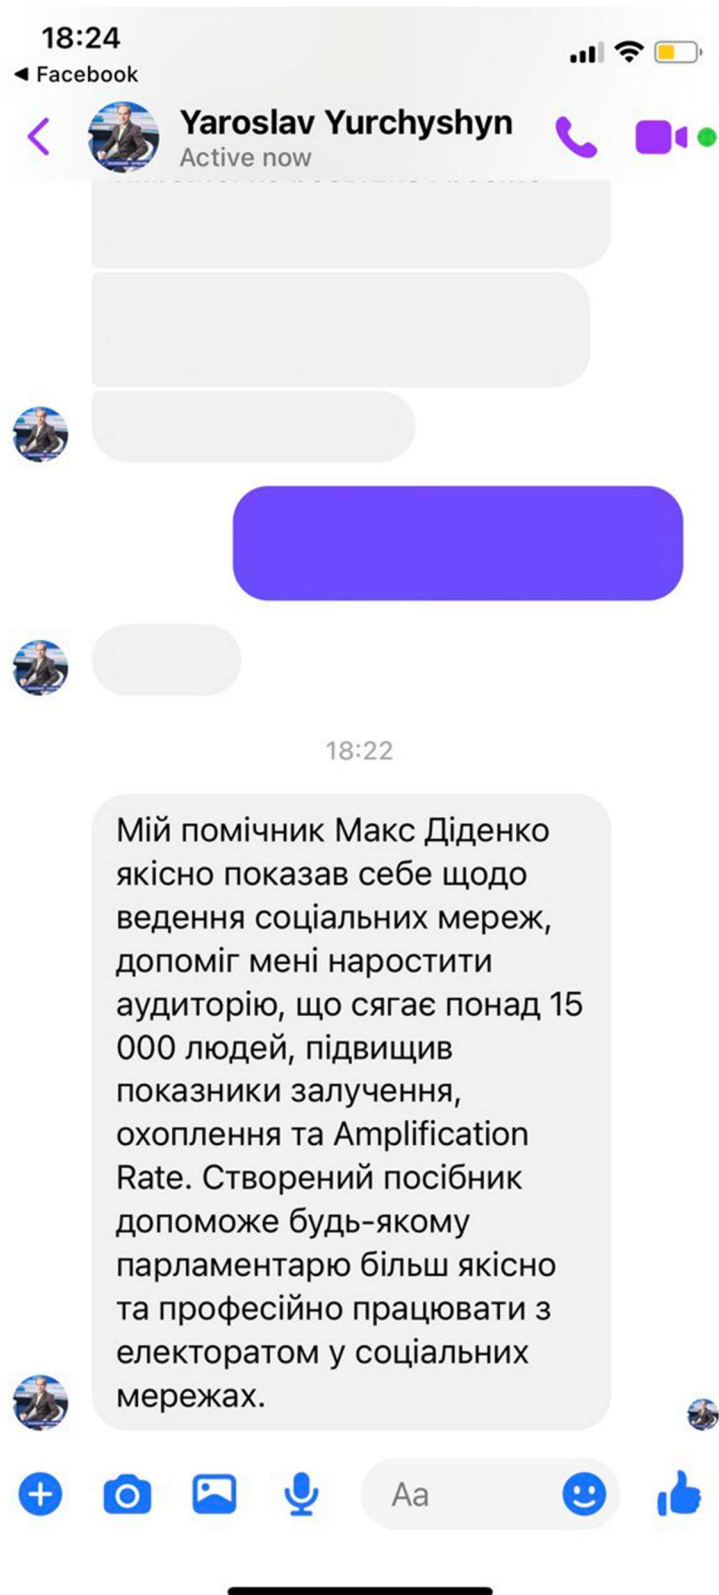 18:24
◀ Facebook
Yaroslav Yurchyshyn
Active now
18:22
Мій помічник Макс Діденко
якісно показав себе щодо
ведення соціальних мереж,
допоміг мені наростити
аудиторію, що сягає понад 15
000 людей, підвищив
показники залучення,
охоплення та Amplification
Rate. Створений посібник
допоможе будь-якому
парламентарю більш якісно
та професійно працювати з
електоратом у соціальних
мережах.
Aa